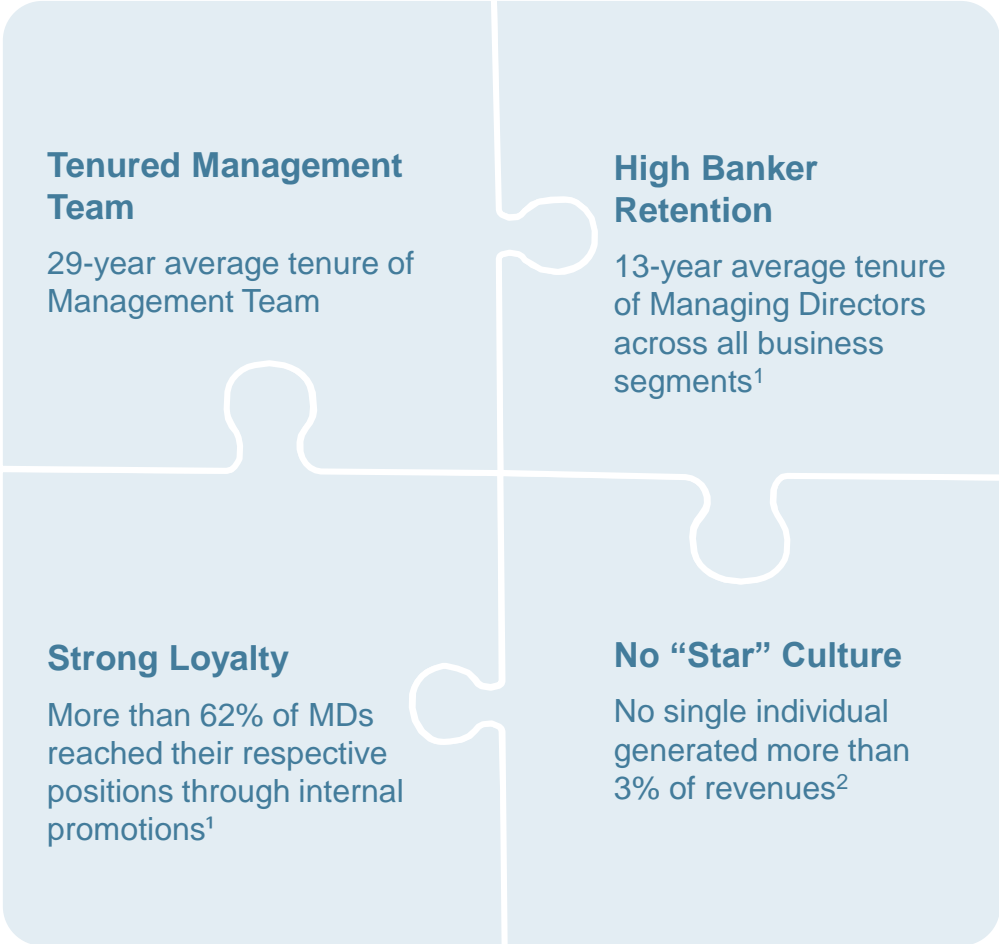 Tenured Management
Team
29-year average tenure of
Management Team
High Banker
Retention
13-year average tenure
of Managing Directors
across all business
segments¹
Strong Loyalty
More than 62% of MDs
reached their respective
positions through internal
promotions¹
No “Star” Culture
No single individual
generated more than
3% of revenues²